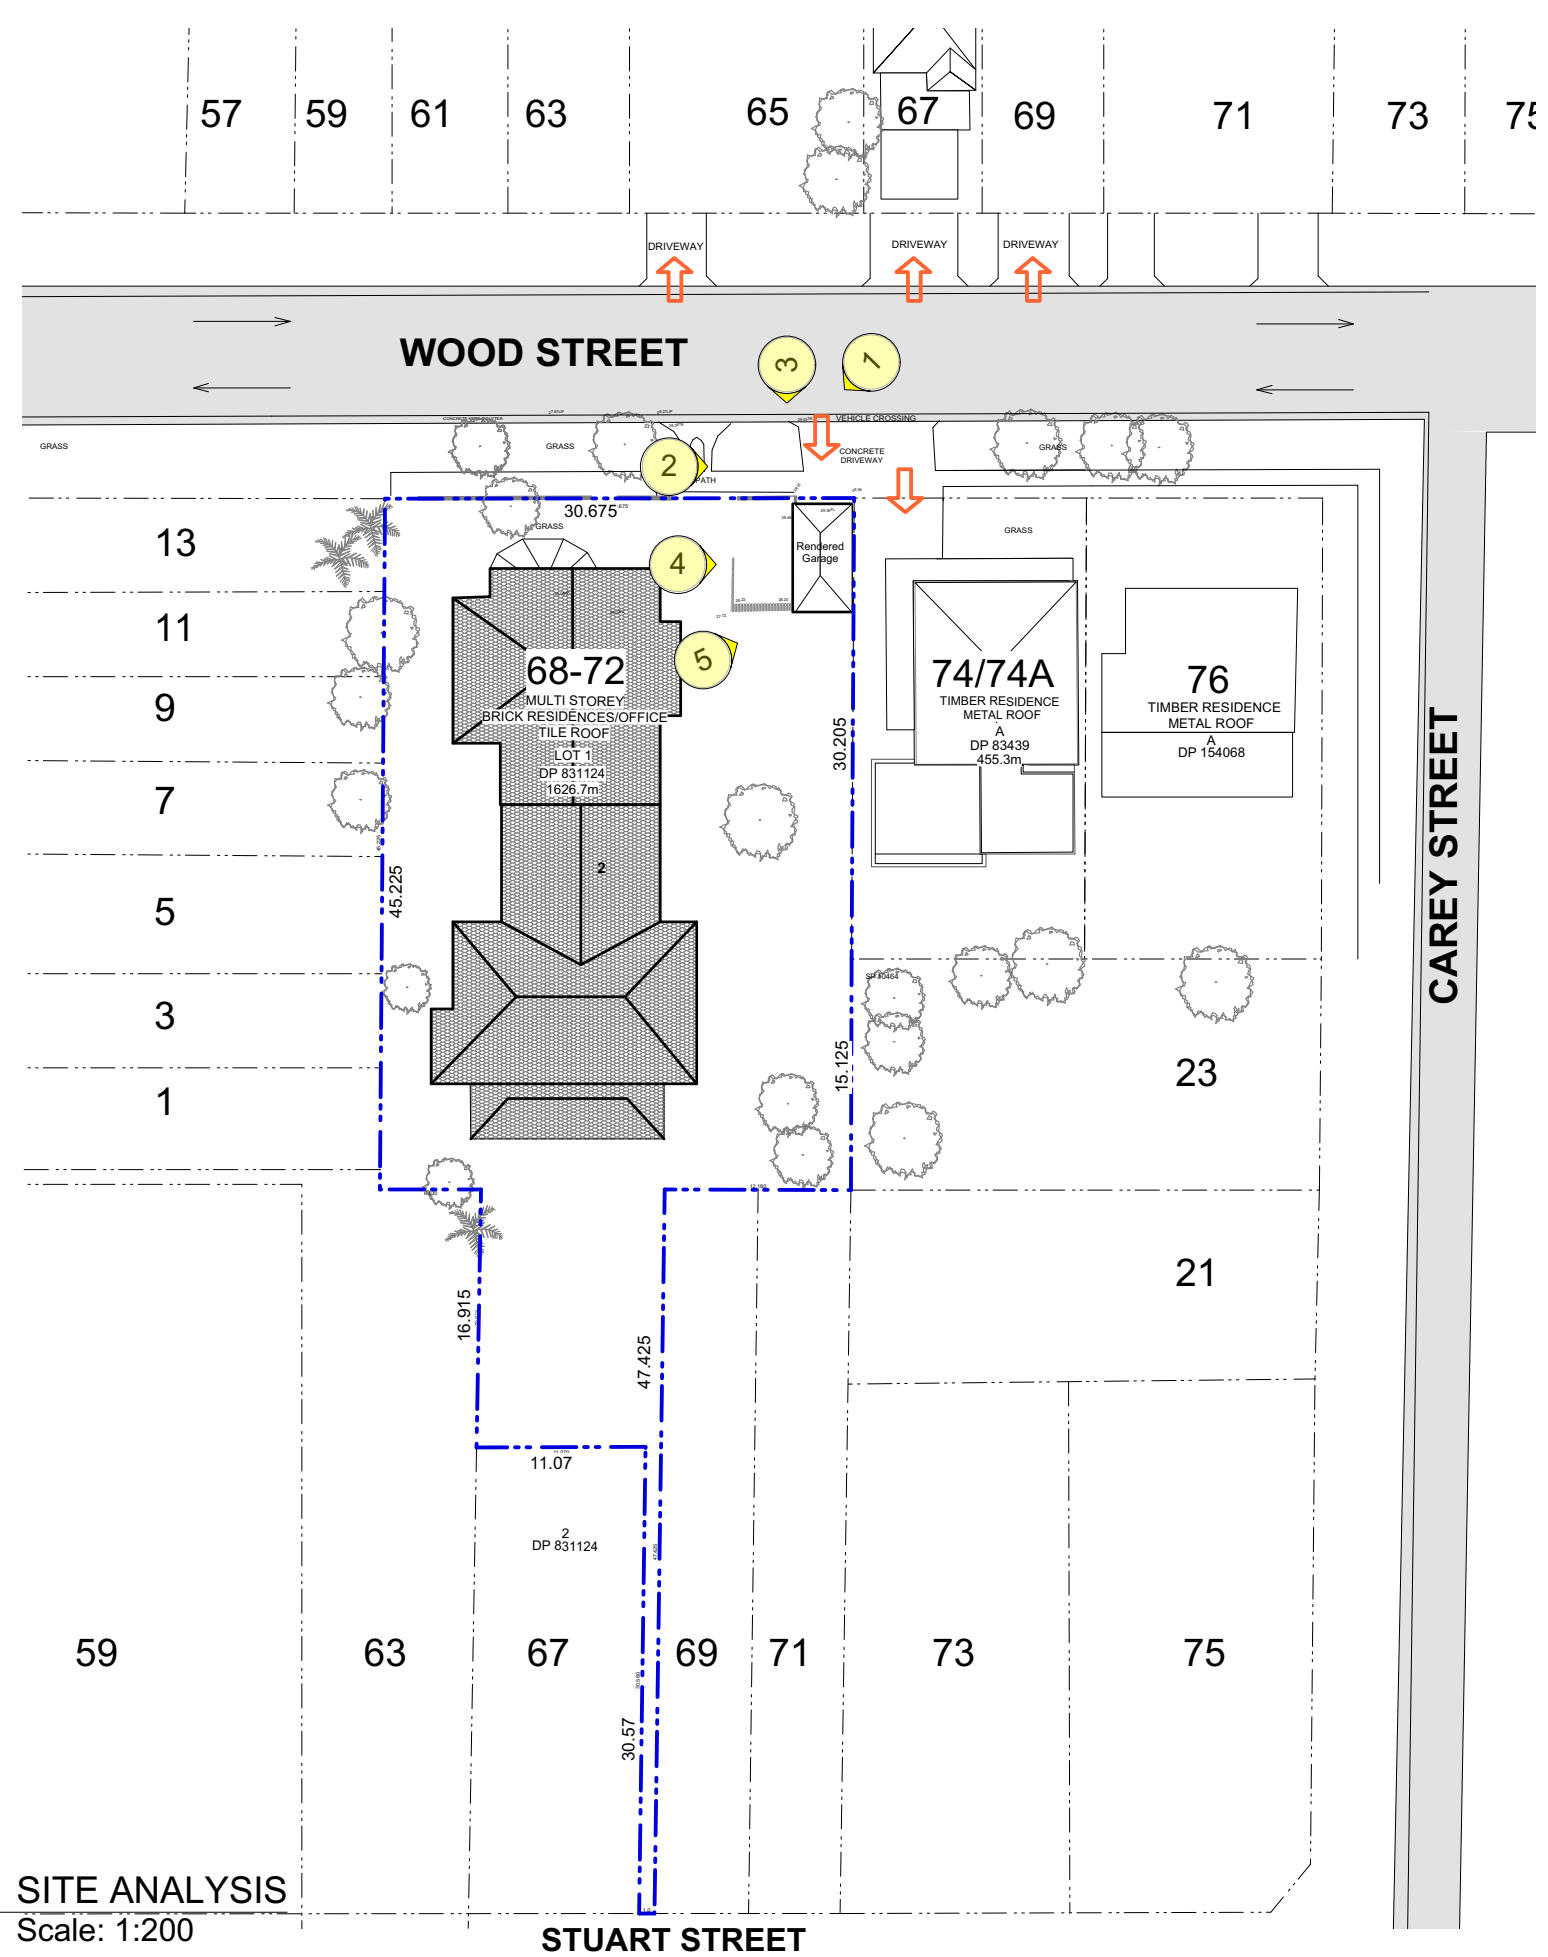 57
59
61
63
65
67
69
71
73
75
DRIVEWAY
DRIVEWAY
DRIVEWAY
WOOD STREET
3
1
VEHICLE CROSSING
GRASS
GRASS
GRASS
CONCRETE
DRIVEWAY
2
PATH
30.675
GRASS
GRASS
13
11
9
7
5
3
1
4
Rendered
Garage
5
68-72
MULTI STOREY
BRICK RESIDENCES/OFFICE
TILE ROOF
LOT 1
DP 831124
1626.7m
2
74/74A
TIMBER RESIDENCE
METAL ROOF
A
DP 83439
455.3m
76
TIMBER RESIDENCE
METAL ROOF
A
DP 154068
30.205
45.225
CAREY STREET
SP 10464
15.125
23
21
16.915
47.425
11.07
2
DP 831124
59
63
67
69
71
73
75
30.57
SITE ANALYSIS
Scale: 1:200
STUART STREET